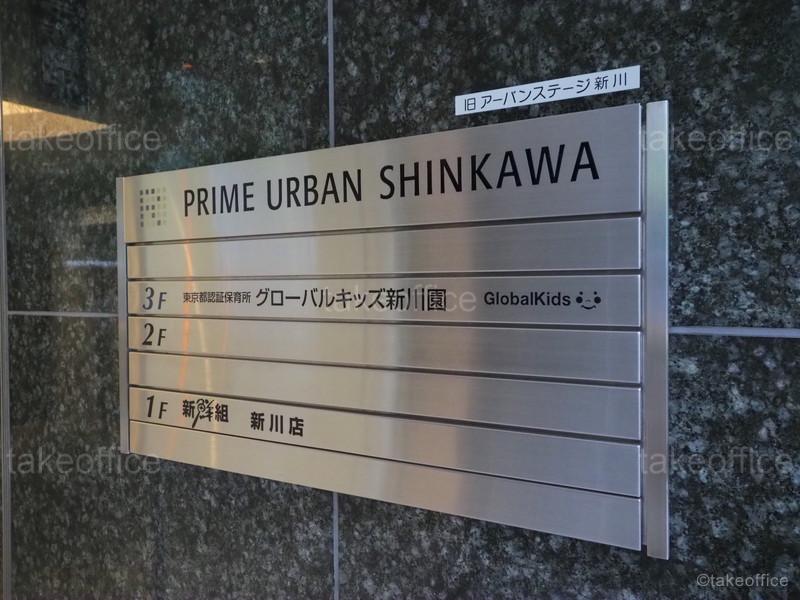 旧 アーバンステージ新川
PRIME URBAN SHINKAWA
3F 東京都認証保育所 グローバルキッズ新川園 GlobalKids
2F
1F 新鮮組 新川店
takeoffice takeoffice
takeoffice
takeoffice takeoffice
©takeoffice